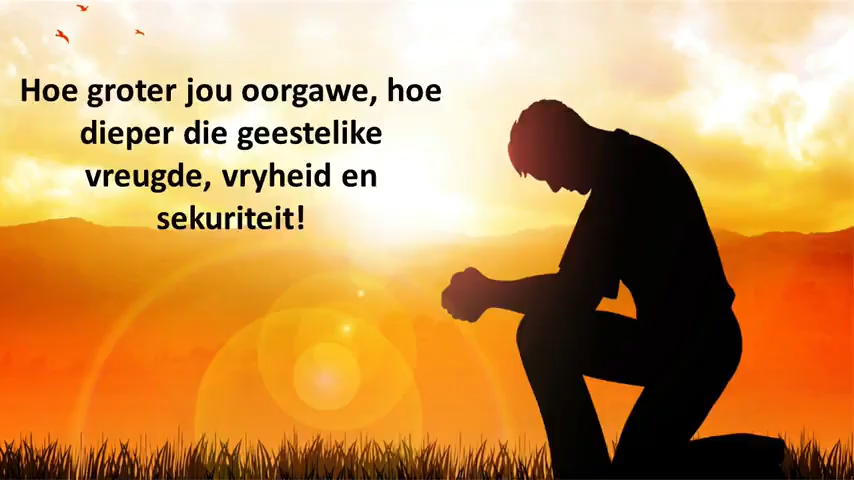 Hoe groter jou oorgawe, hoe
dieper die geestelike
vreugde, vryheid en
sekuriteit!